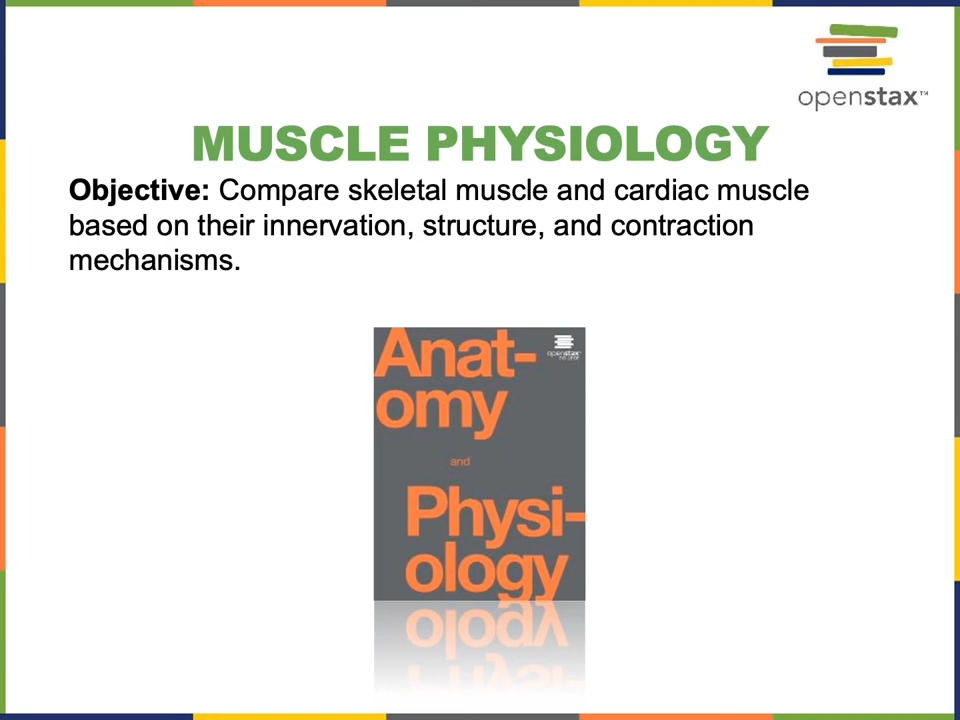 openstax™
MUSCLE PHYSIOLOGY
Objective: Compare skeletal muscle and cardiac muscle
based on their innervation, structure, and contraction
mechanisms.
Anat-
openstax
omy
and
Physi-
ology